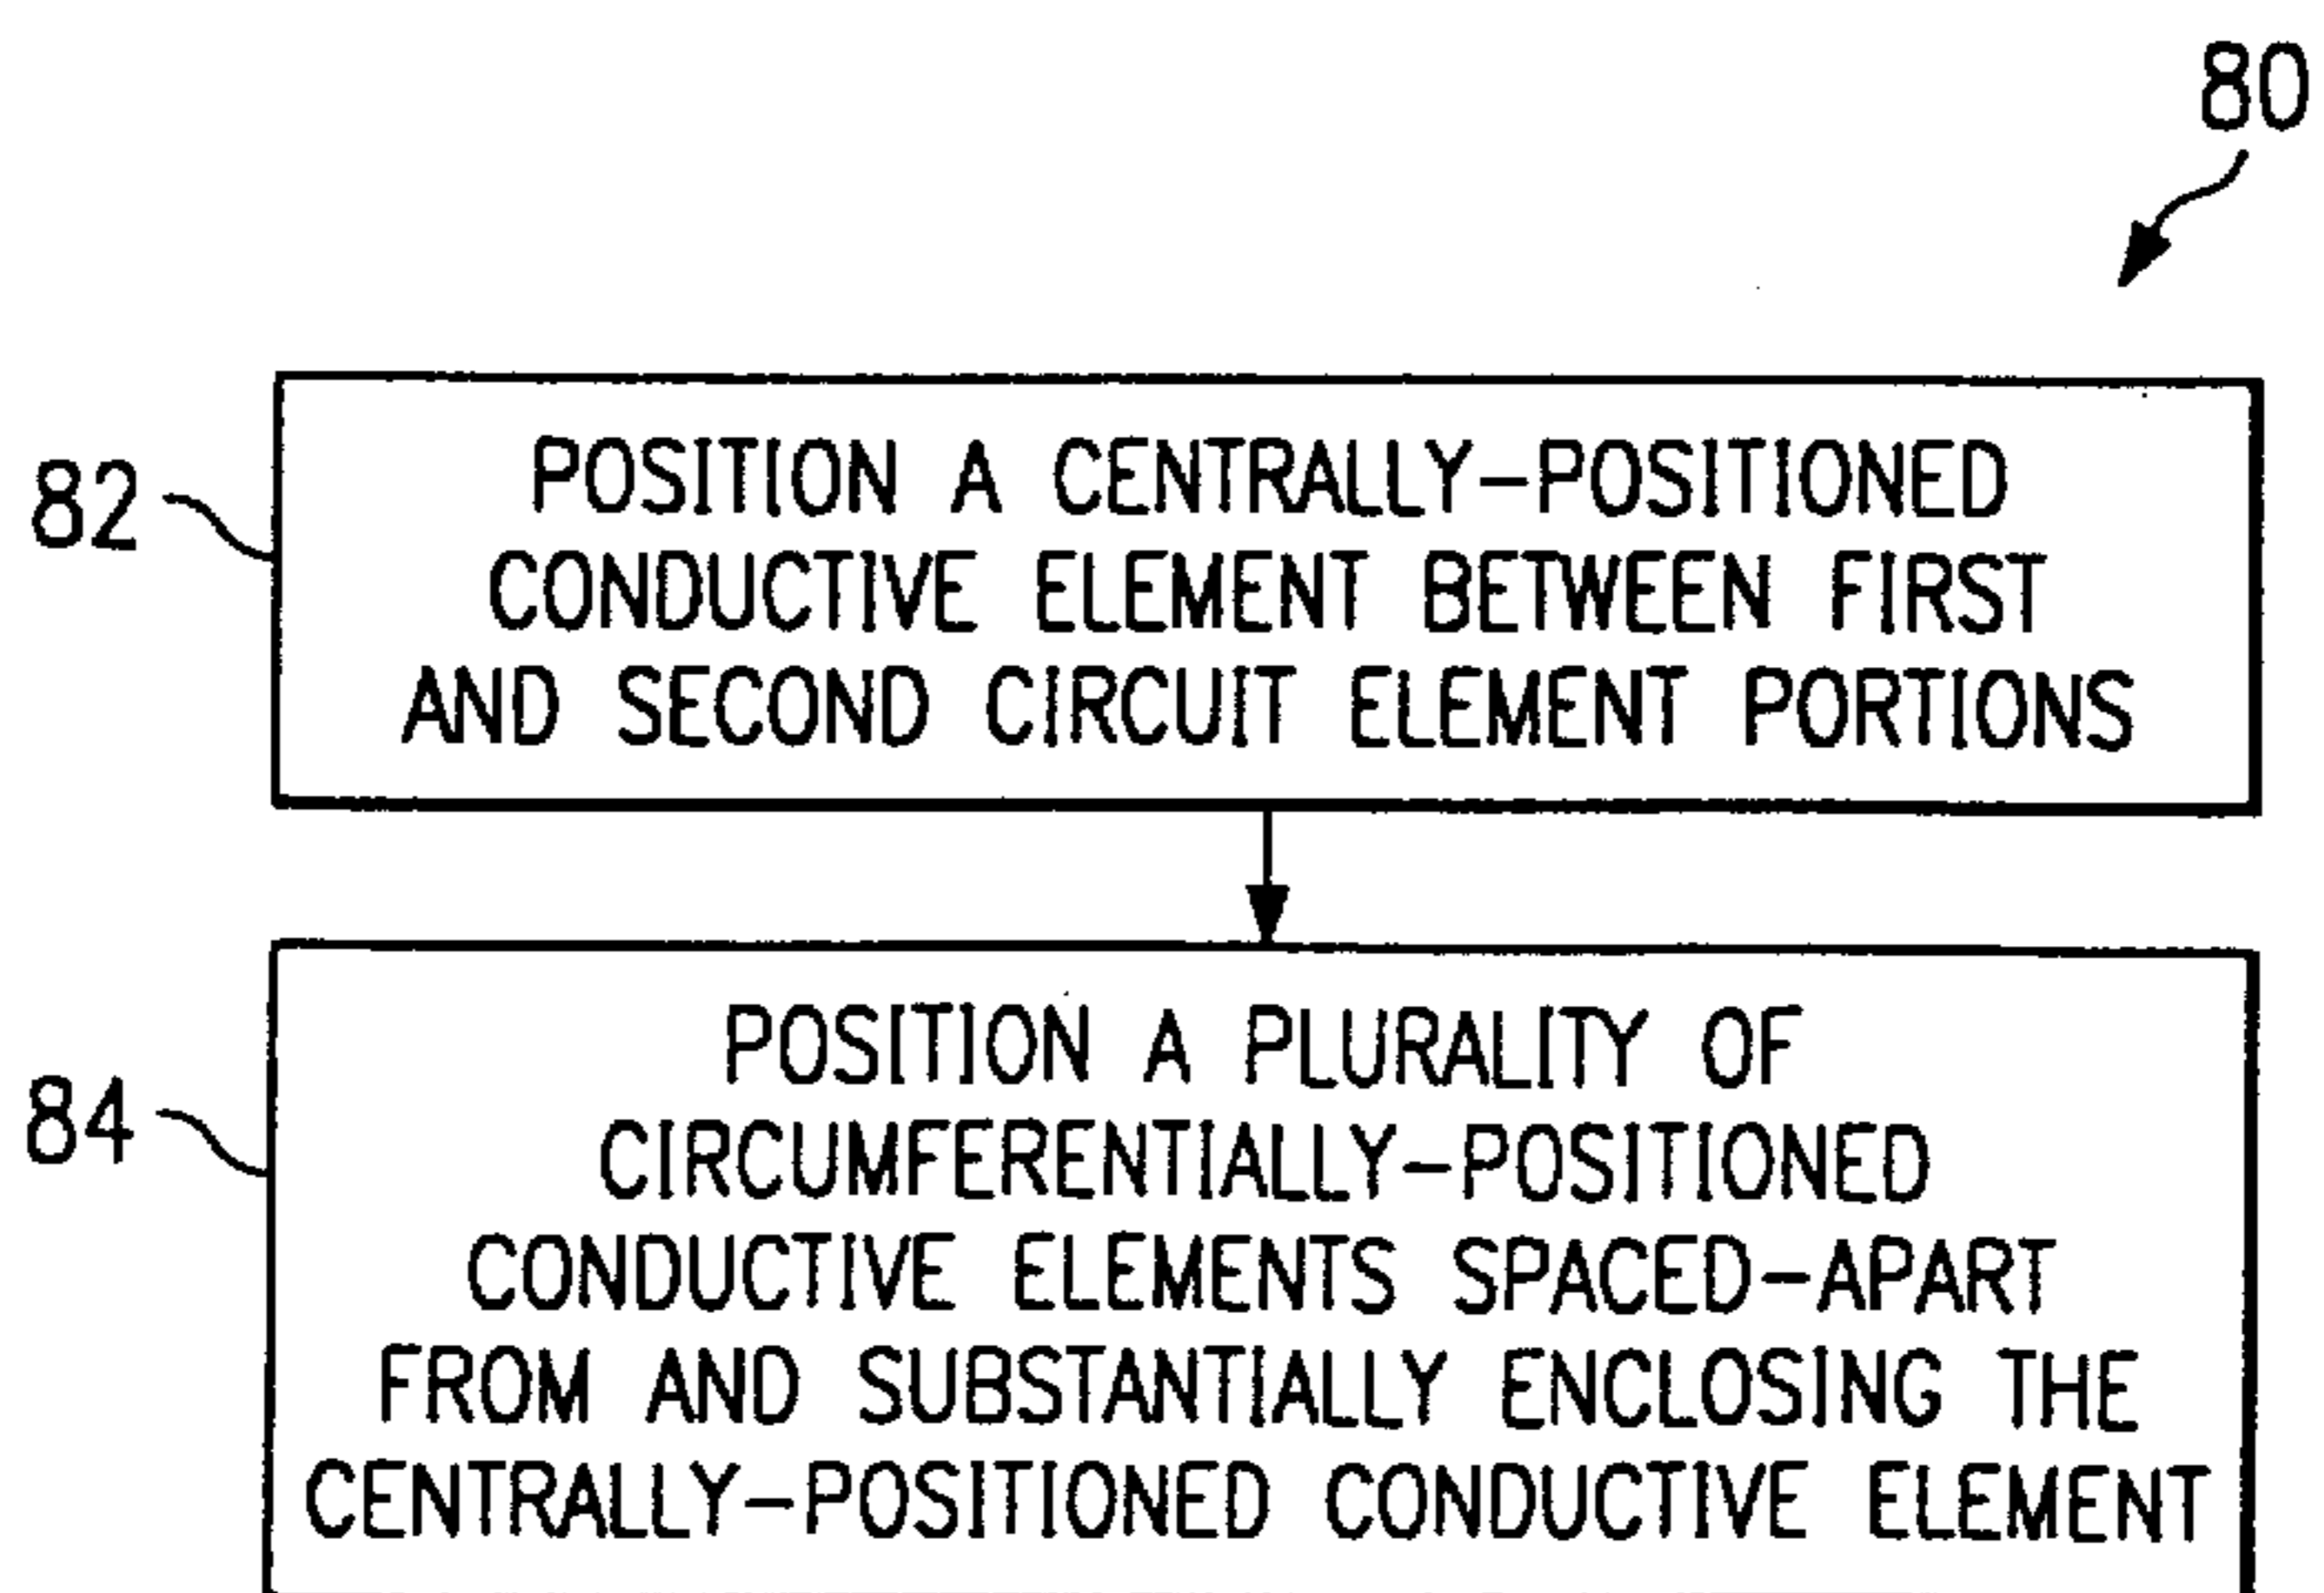 80
82
POSITION A CENTRALLY-POSITIONED
CONDUCTIVE ELEMENT BETWEEN FIRST
AND SECOND CIRCUIT ELEMENT PORTIONS
84
POSITION A PLURALITY OF
CIRCUMFERENTIALLY-POSITIONED
CONDUCTIVE ELEMENTS SPACED-APART
FROM AND SUBSTANTIALLY ENCLOSING THE
CENTRALLY-POSITIONED CONDUCTIVE ELEMENT